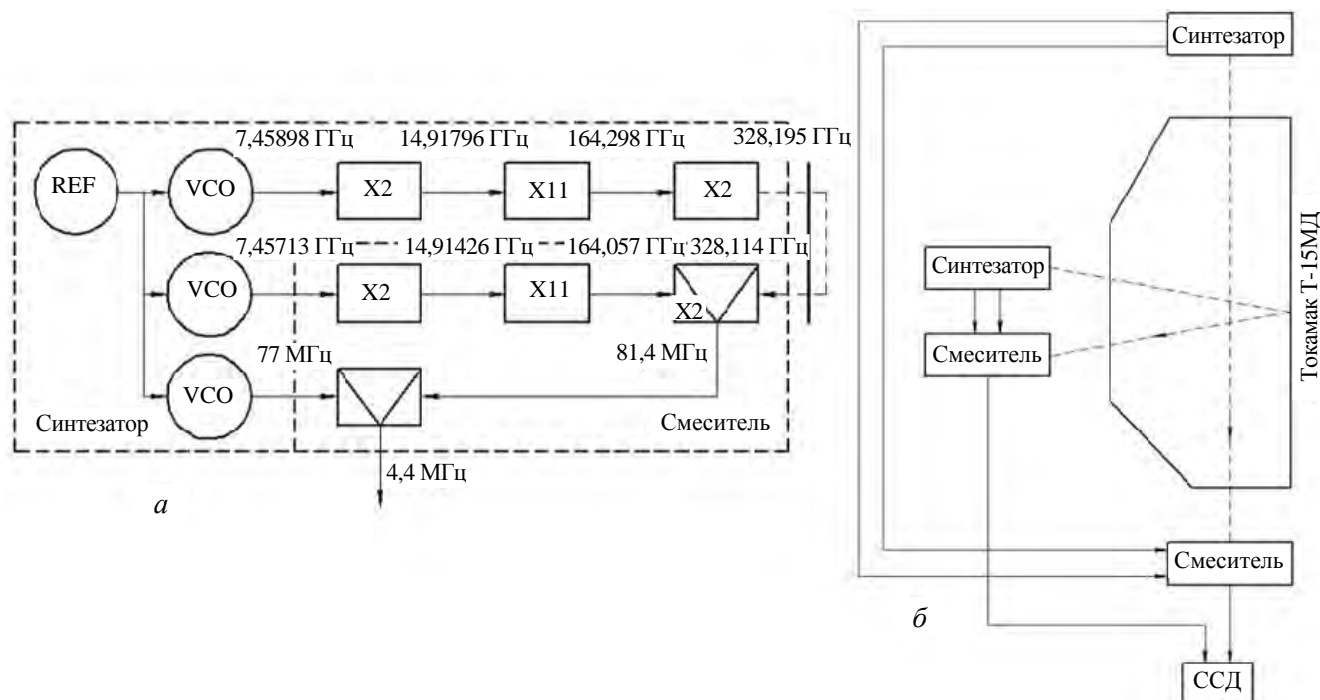 7,45898 ГГц 14,91796 ГГц 164,298 ГГц 328,195 ГГц
REF VCO X2 X11 X2
7,45713 ГГц 14,91426 ГГц 164,057 ГГц 328,114 ГГц
VCO X2 X11 X2
77 МГц 81,4 МГц
VCO
Синтезатор Смеситель
4,4 МГц
а
Синтезатор
Токамак Т-15МД
Синтезатор
Смеситель
Смеситель
б
ССД